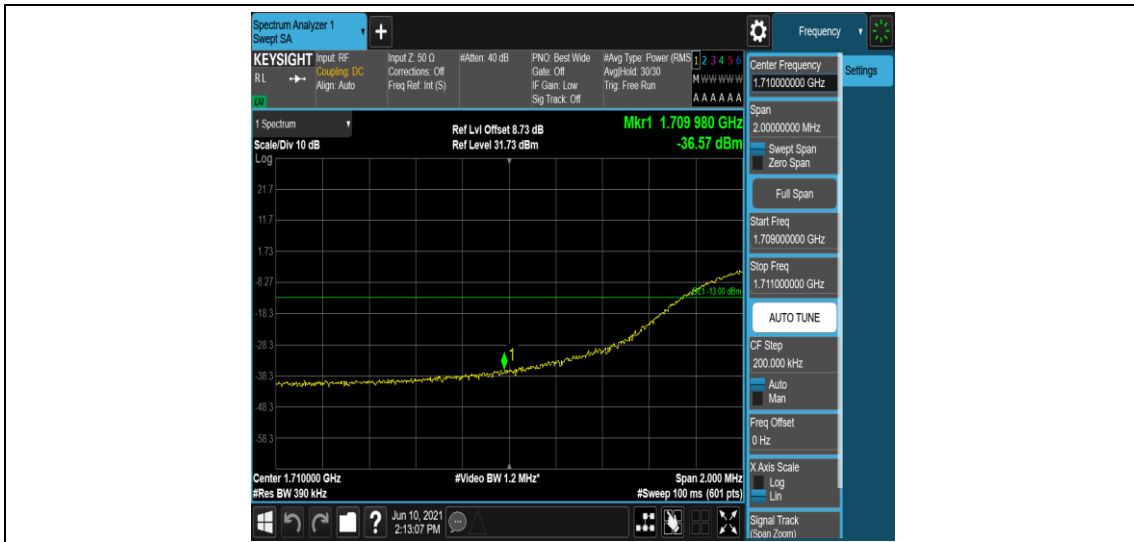 Spectrum Analyzer 1
Swept SA
+
Frequency
KEYSIGHT
RL
LXI
Input: RF
Coupling: DC
Align: Auto
Input Z: 50 Ω
Corrections: Off
Freq Ref: Int (S)
#Atten: 40 dB
PNO: Best Wide
Gate: Off
IF Gain: Low
Sig Track: Off
#Avg Type: Power (RMS
Avg|Hold: 30/30
Trig: Free Run
1 2 3 4 5 6
M W W W W W
A A A A A A
1 Spectrum
Scale/Div 10 dB
Ref Lvl Offset 8.73 dB
Ref Level 31.73 dBm
Mkr1 1.709 980 GHz
-36.57 dBm
Log
21.7
11.7
1.73
-8.27
-18.3
-28.3
-38.3
-48.3
-58.3
DL1 -13.00 dBm
1
Center 1.710000 GHz
#Res BW 390 kHz
#Video BW 1.2 MHz*
Span 2.000 MHz
#Sweep 100 ms (601 pts)
?
Jun 10, 2021
2:13:07 PM
Center Frequency
1.710000000 GHz
Settings
Span
2.00000000 MHz
Swept Span
Zero Span
Full Span
Start Freq
1.709000000 GHz
Stop Freq
1.711000000 GHz
AUTO TUNE
CF Step
200.000 kHz
Auto
Man
Freq Offset
0 Hz
X Axis Scale
Log
Lin
Signal Track
(Span Zoom)